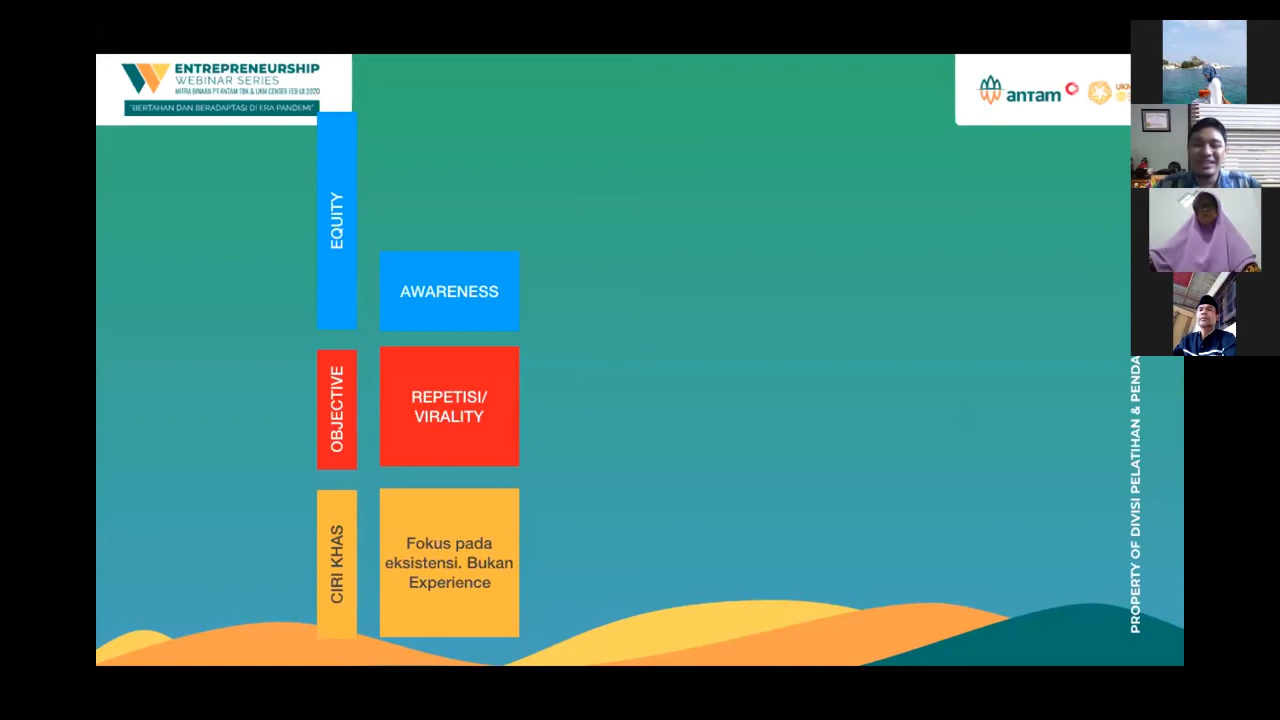 ENTREPRENEURSHIP
WEBINAR SERIES
MITRA BINAAN PT ANTAM TBK & UKM CENTER FEB UI 2020
"BERTAHAN DAN BERADAPTASI DI ERA PANDEMI"
antam
UKM
EQUITY
AWARENESS
OBJECTIVE
REPETISI/
VIRALITY
CIRI KHAS
Fokus pada
eksistensi. Bukan
Experience
PROPERTY OF DIVISI PELATIHAN & PENDA